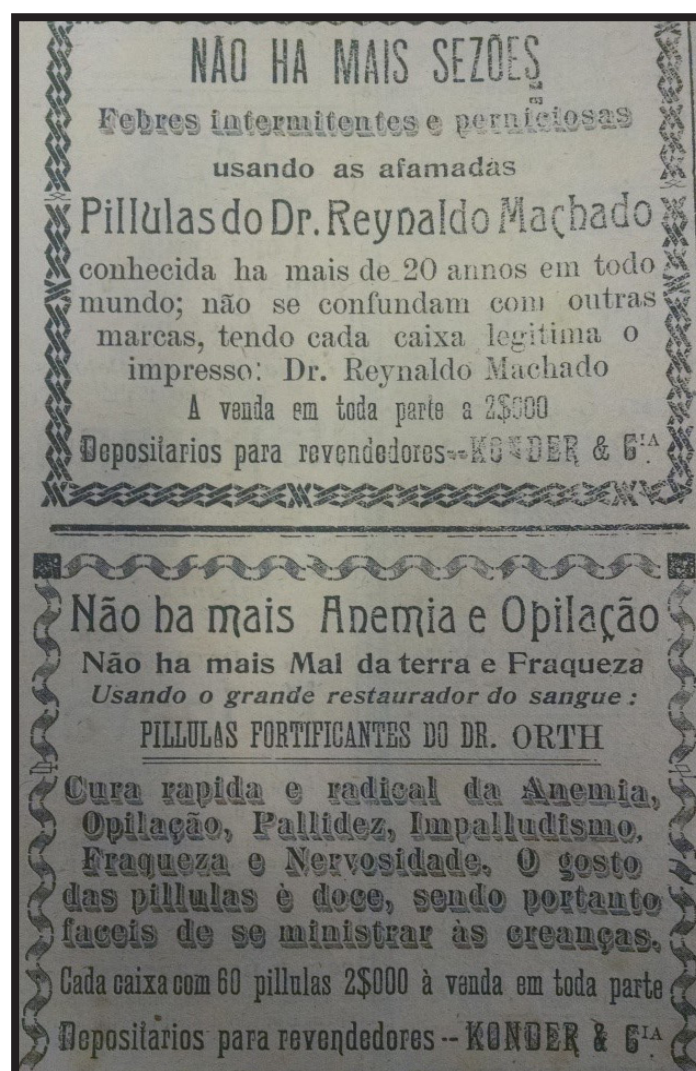 NÃO HA MAIS SEZÕES
Febres intermitentes e perniciosas
usando as afamadas
Pillulas do Dr. Reynaldo Machado
conhecida ha mais de 20 annos em todo
mundo; não se confundam com outras
marcas, tendo cada caixa legitima o
impresso: Dr. Reynaldo Machado
A venda em toda parte a 2$000
Depositarios para revendedores--KONDER & CIA
Não ha mais Anemia e Opilação
Não ha mais Mal da terra e Fraqueza
Usando o grande restaurador do sangue:
PILLULAS FORTIFICANTES DO DR. ORTH
Cura rapida e radical da Anemia,
Opilação, Pallidez, Impalludismo,
Fraqueza e Nervosidade. O gosto
das pillulas è doce, sendo portanto
faceis de se ministrar às creanças.
Cada caixa com 60 pillulas 2$000 à venda em toda parte
Depositarios para revendedores -- KONDER & CIA